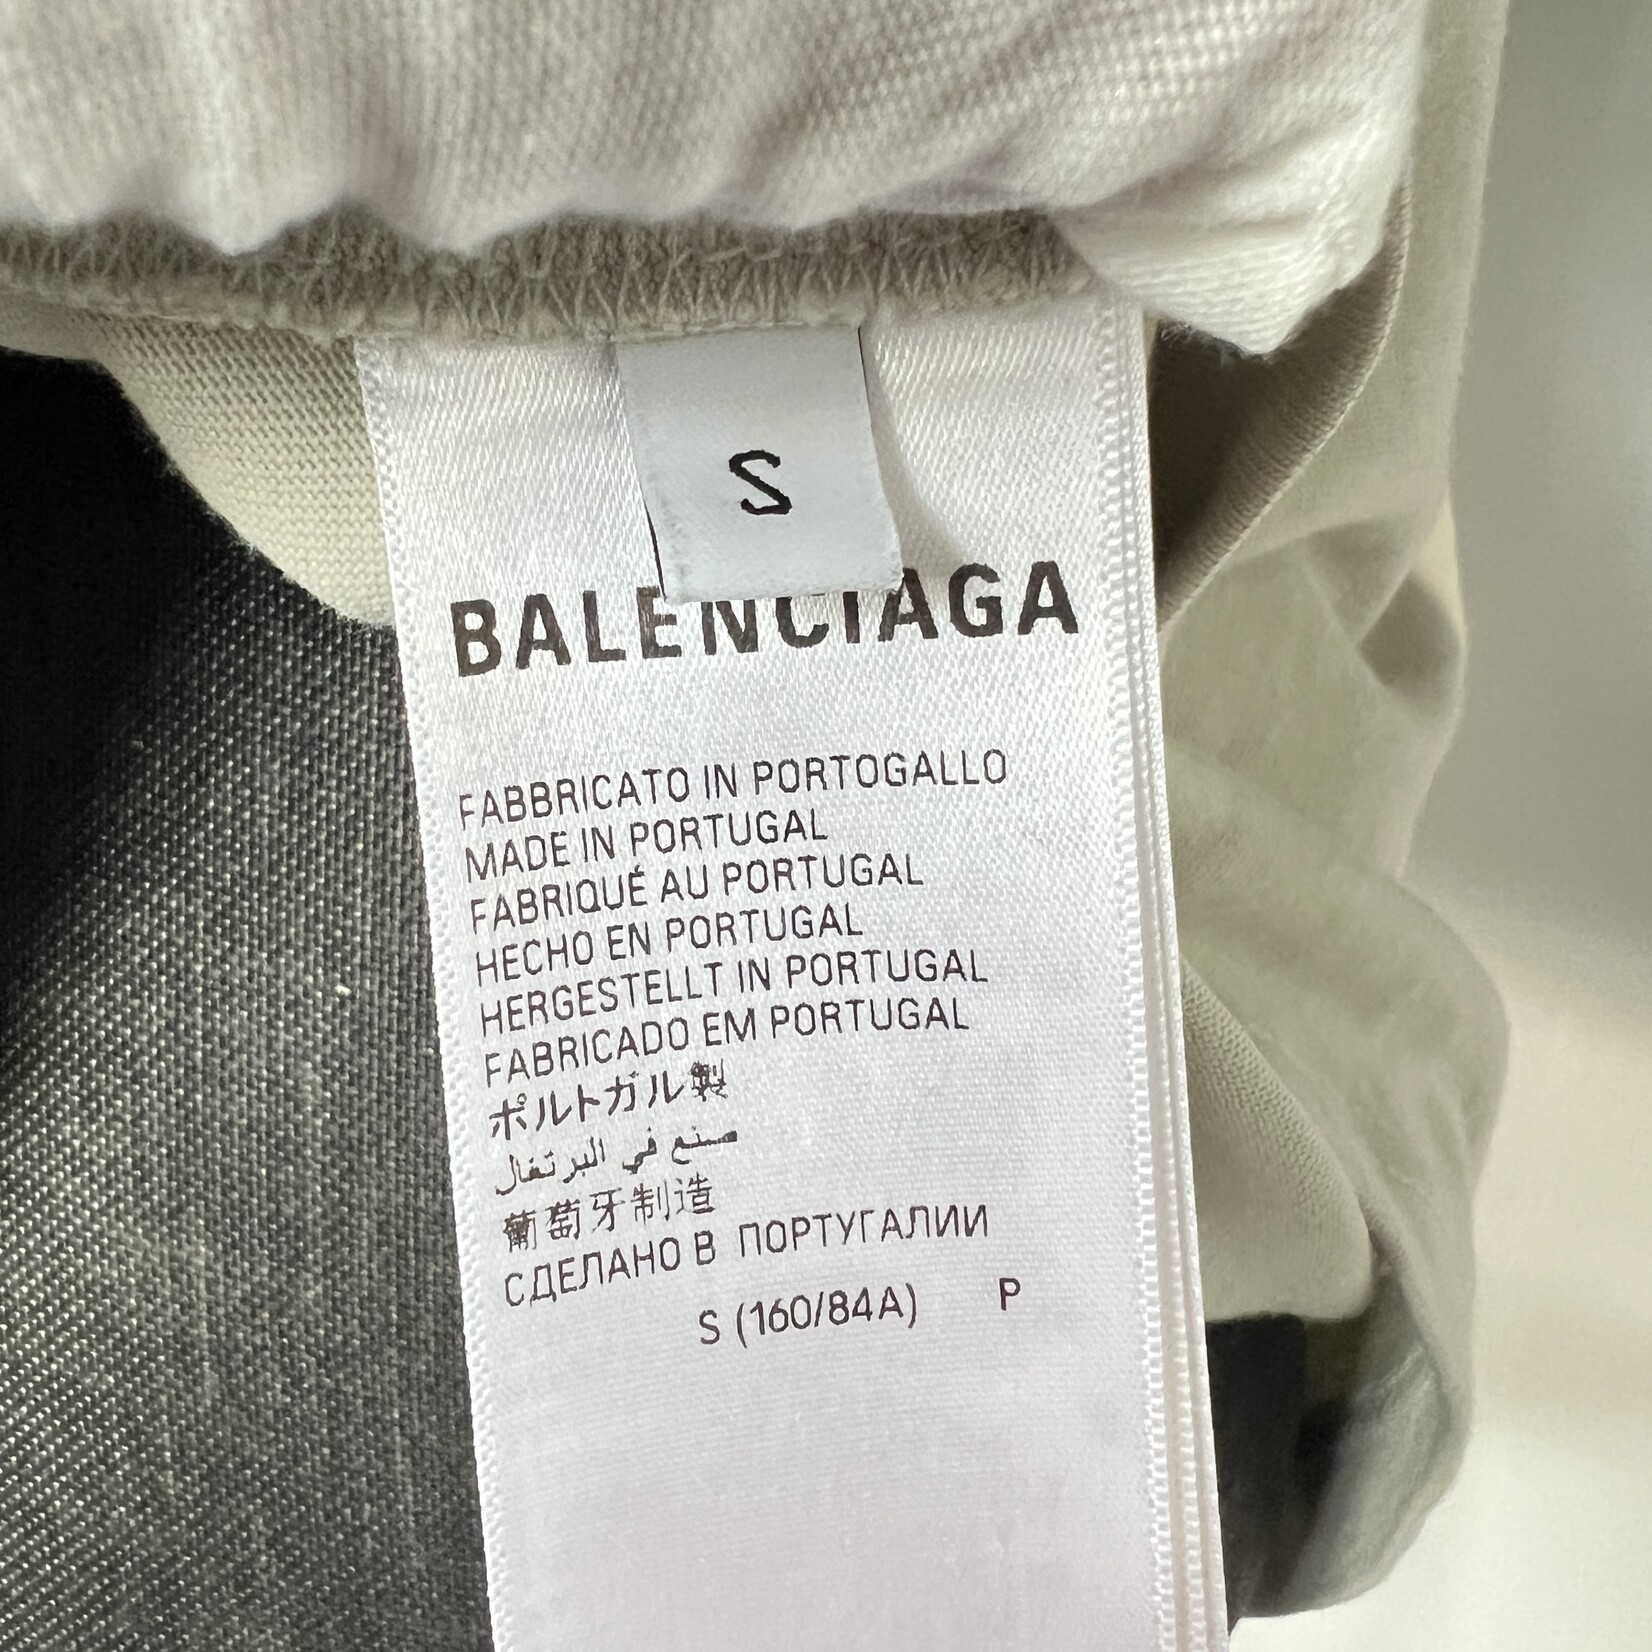 S
BALENCIAGA
FABBRICATO IN PORTOGALLO
MADE IN PORTUGAL
FABRIQUÉ AU PORTUGAL
HECHO EN PORTUGAL
HERGESTELLT IN PORTUGAL
FABRICADO EM PORTUGAL
ポルトガル製
صنع في البرتغال
葡萄牙制造
СДЕЛАНО В ПОРТУГАЛИИ
S (160/84A) P